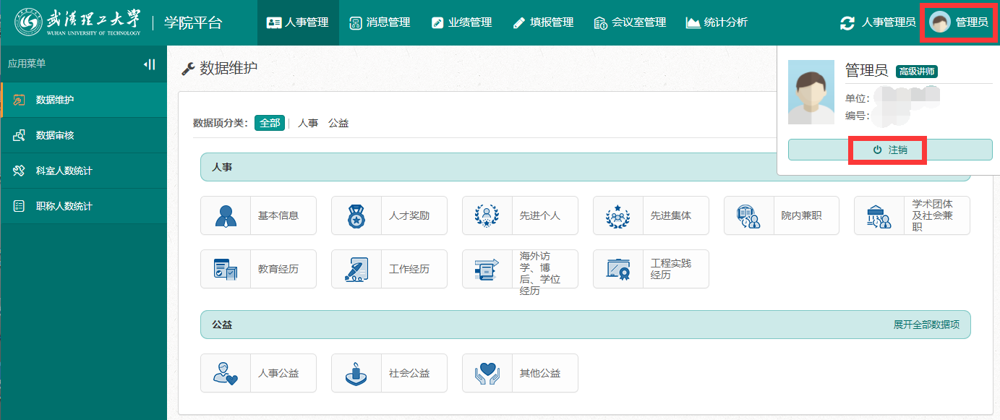 武汉理工大学
WUHAN UNIVERSITY OF TECHNOLOGY
学院平台
人事管理
消息管理
业绩管理
填报管理
会议室管理
统计分析
人事管理员
管理员
应用菜单
数据维护
数据审核
科室人数统计
职称人数统计
数据维护
管理员 高级讲师
单位:
编号:
注销
数据项分类: 全部 人事 公益
人事
基本信息
人才奖励
先进个人
先进集体
院内兼职
学术团体
及社会兼
职
教育经历
工作经历
海外访
学、博
后、学位
经历
工程实践
经历
公益
展开全部数据项
人事公益
社会公益
其他公益